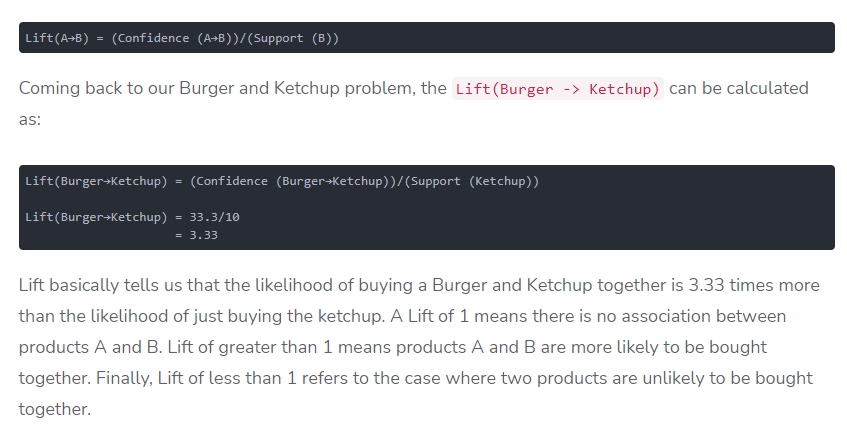 Lift(A→B) = (Confidence (A→B))/(Support (B))
Coming back to our Burger and Ketchup problem, the Lift(Burger -> Ketchup) can be calculated
as:
Lift(Burger→Ketchup) = (Confidence (Burger→Ketchup))/(Support (Ketchup))
Lift(Burger→Ketchup) = 33.3/10
= 3.33
Lift basically tells us that the likelihood of buying a Burger and Ketchup together is 3.33 times more
than the likelihood of just buying the ketchup. A Lift of 1 means there is no association between
products A and B. Lift of greater than 1 means products A and B are more likely to be bought
together. Finally, Lift of less than 1 refers to the case where two products are unlikely to be bought
together.